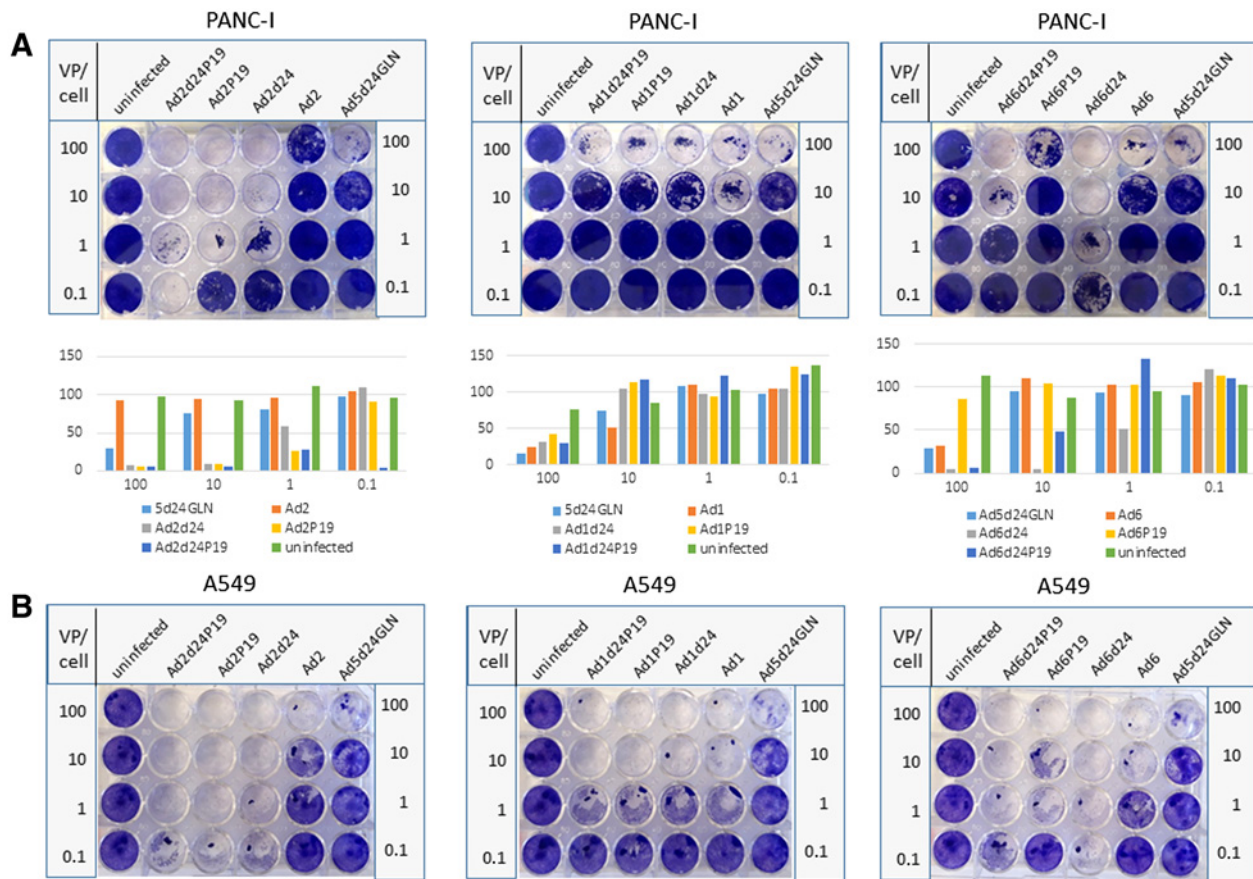 A
PANC-I
VP/
cell
uninfected
Ad2d24P19
Ad2P19
Ad2d24
Ad2
Ad5d24GLN
100
100
10
10
1
1
0.1
0.1
PANC-I
VP/
cell
uninfected
Ad1d24P19
Ad1P19
Ad1d24
Ad1
Ad5d24GLN
100
100
10
10
1
1
0.1
0.1
PANC-I
VP/
cell
uninfected
Ad6d24P19
Ad6P19
Ad6d24
Ad6
Ad5d24GLN
100
100
10
10
1
1
0.1
0.1
150
100
50
0
100 10 1 0.1
5d24GLN Ad2
Ad2d24 Ad2P19
Ad2d24P19 uninfected
150
100
50
0
100 10 1 0.1
5d24GLN Ad1
Ad1d24 Ad1P19
Ad1d24P19 uninfected
150
100
50
0
100 10 1 0.1
Ad5d24GLN Ad6
Ad6d24 Ad6P19
Ad6d24P19 uninfected
B
A549
VP/
cell
uninfected
Ad2d24P19
Ad2P19
Ad2d24
Ad2
Ad5d24GLN
100
100
10
10
1
1
0.1
0.1
A549
VP/
cell
uninfected
Ad1d24P19
Ad1P19
Ad1d24
Ad1
Ad5d24GLN
100
100
10
10
1
1
0.1
0.1
A549
VP/
cell
uninfected
Ad6d24P19
Ad6P19
Ad6d24
Ad6
Ad5d24GLN
100
100
10
10
1
1
0.1
0.1